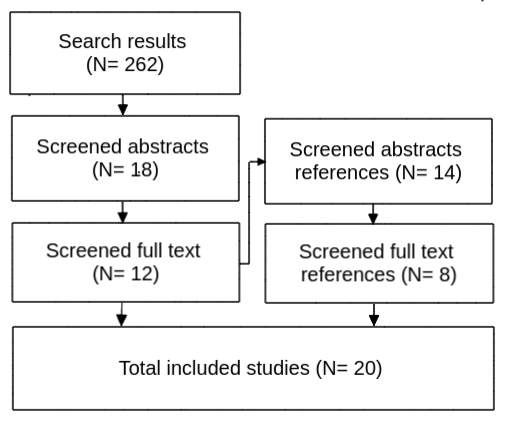 Search results
(N= 262)
Screened abstracts
(N= 18)
Screened abstracts
references (N= 14)
Screened full text
(N= 12)
Screened full text
references (N= 8)
Total included studies (N= 20)